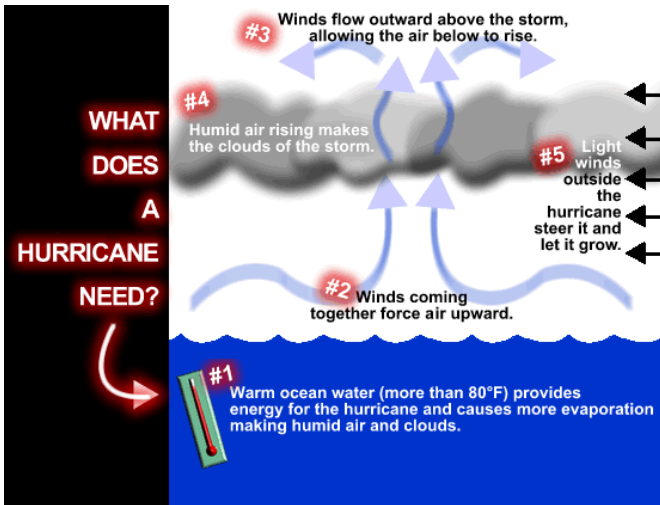 WHAT
DOES
A
HURRICANE
NEED?
#1
Warm ocean water (more than 80°F) provides
energy for the hurricane and causes more evaporation
making humid air and clouds.
#2
Winds coming
together force air upward.
#3
Winds flow outward above the storm,
allowing the air below to rise.
#4
Humid air rising makes
the clouds of the storm.
#5
Light
winds
outside
the
hurricane
steer it and
let it grow.